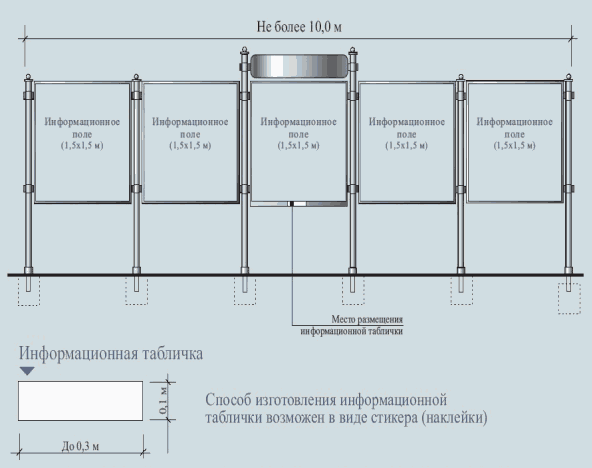 Не более 10,0 м
Информационное
поле
(1,5х1,5 м)
Информационное
поле
(1,5х1,5 м)
Информационное
поле
(1,5х1,5 м)
Информационное
поле
(1,5х1,5 м)
Информационное
поле
(1,5х1,5 м)
Место размещения
информационной таблички
Информационная табличка
0,1 м
До 0,3 м
Способ изготовления информационной
таблички возможен в виде стикера (наклейки)